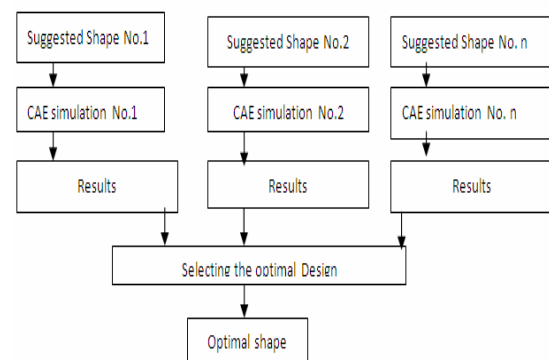 Suggested Shape No.1
Suggested Shape No.2
Suggested Shape No. n
CAE simulation No.1
CAE simulation No.2
CAE simulation No. n
Results
Results
Results
Selecting the optimal Design
Optimal shape